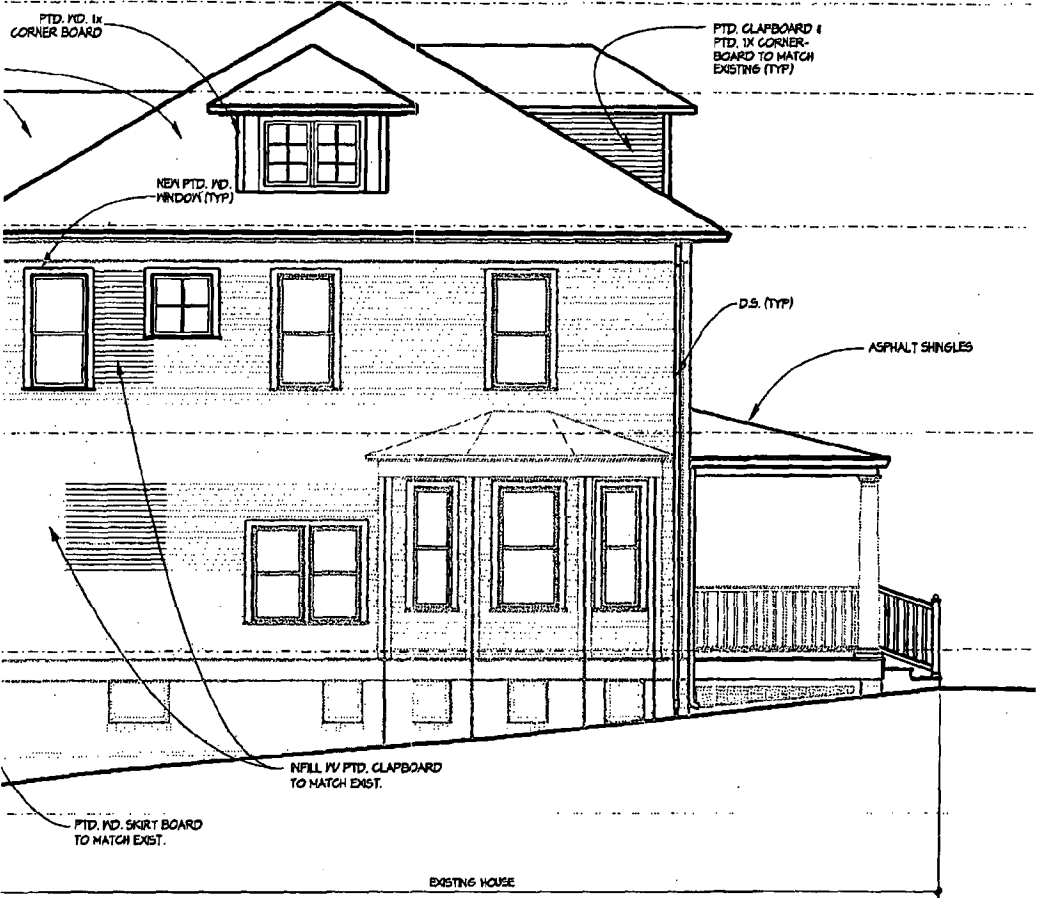 PTD. WD. 1x
CORNER BOARD
PTD. CLAPBOARD &
PTD. 1X CORNER-
BOARD TO MATCH
EXISTING (TYP)
NEW PTD. WD.
WINDOW (TYP)
D.S. (TYP)
ASPHALT SHINGLES
INFILL W/ PTD. CLAPBOARD
TO MATCH EXIST.
PTD. WD. SKIRT BOARD
TO MATCH EXIST.
EXISTING HOUSE